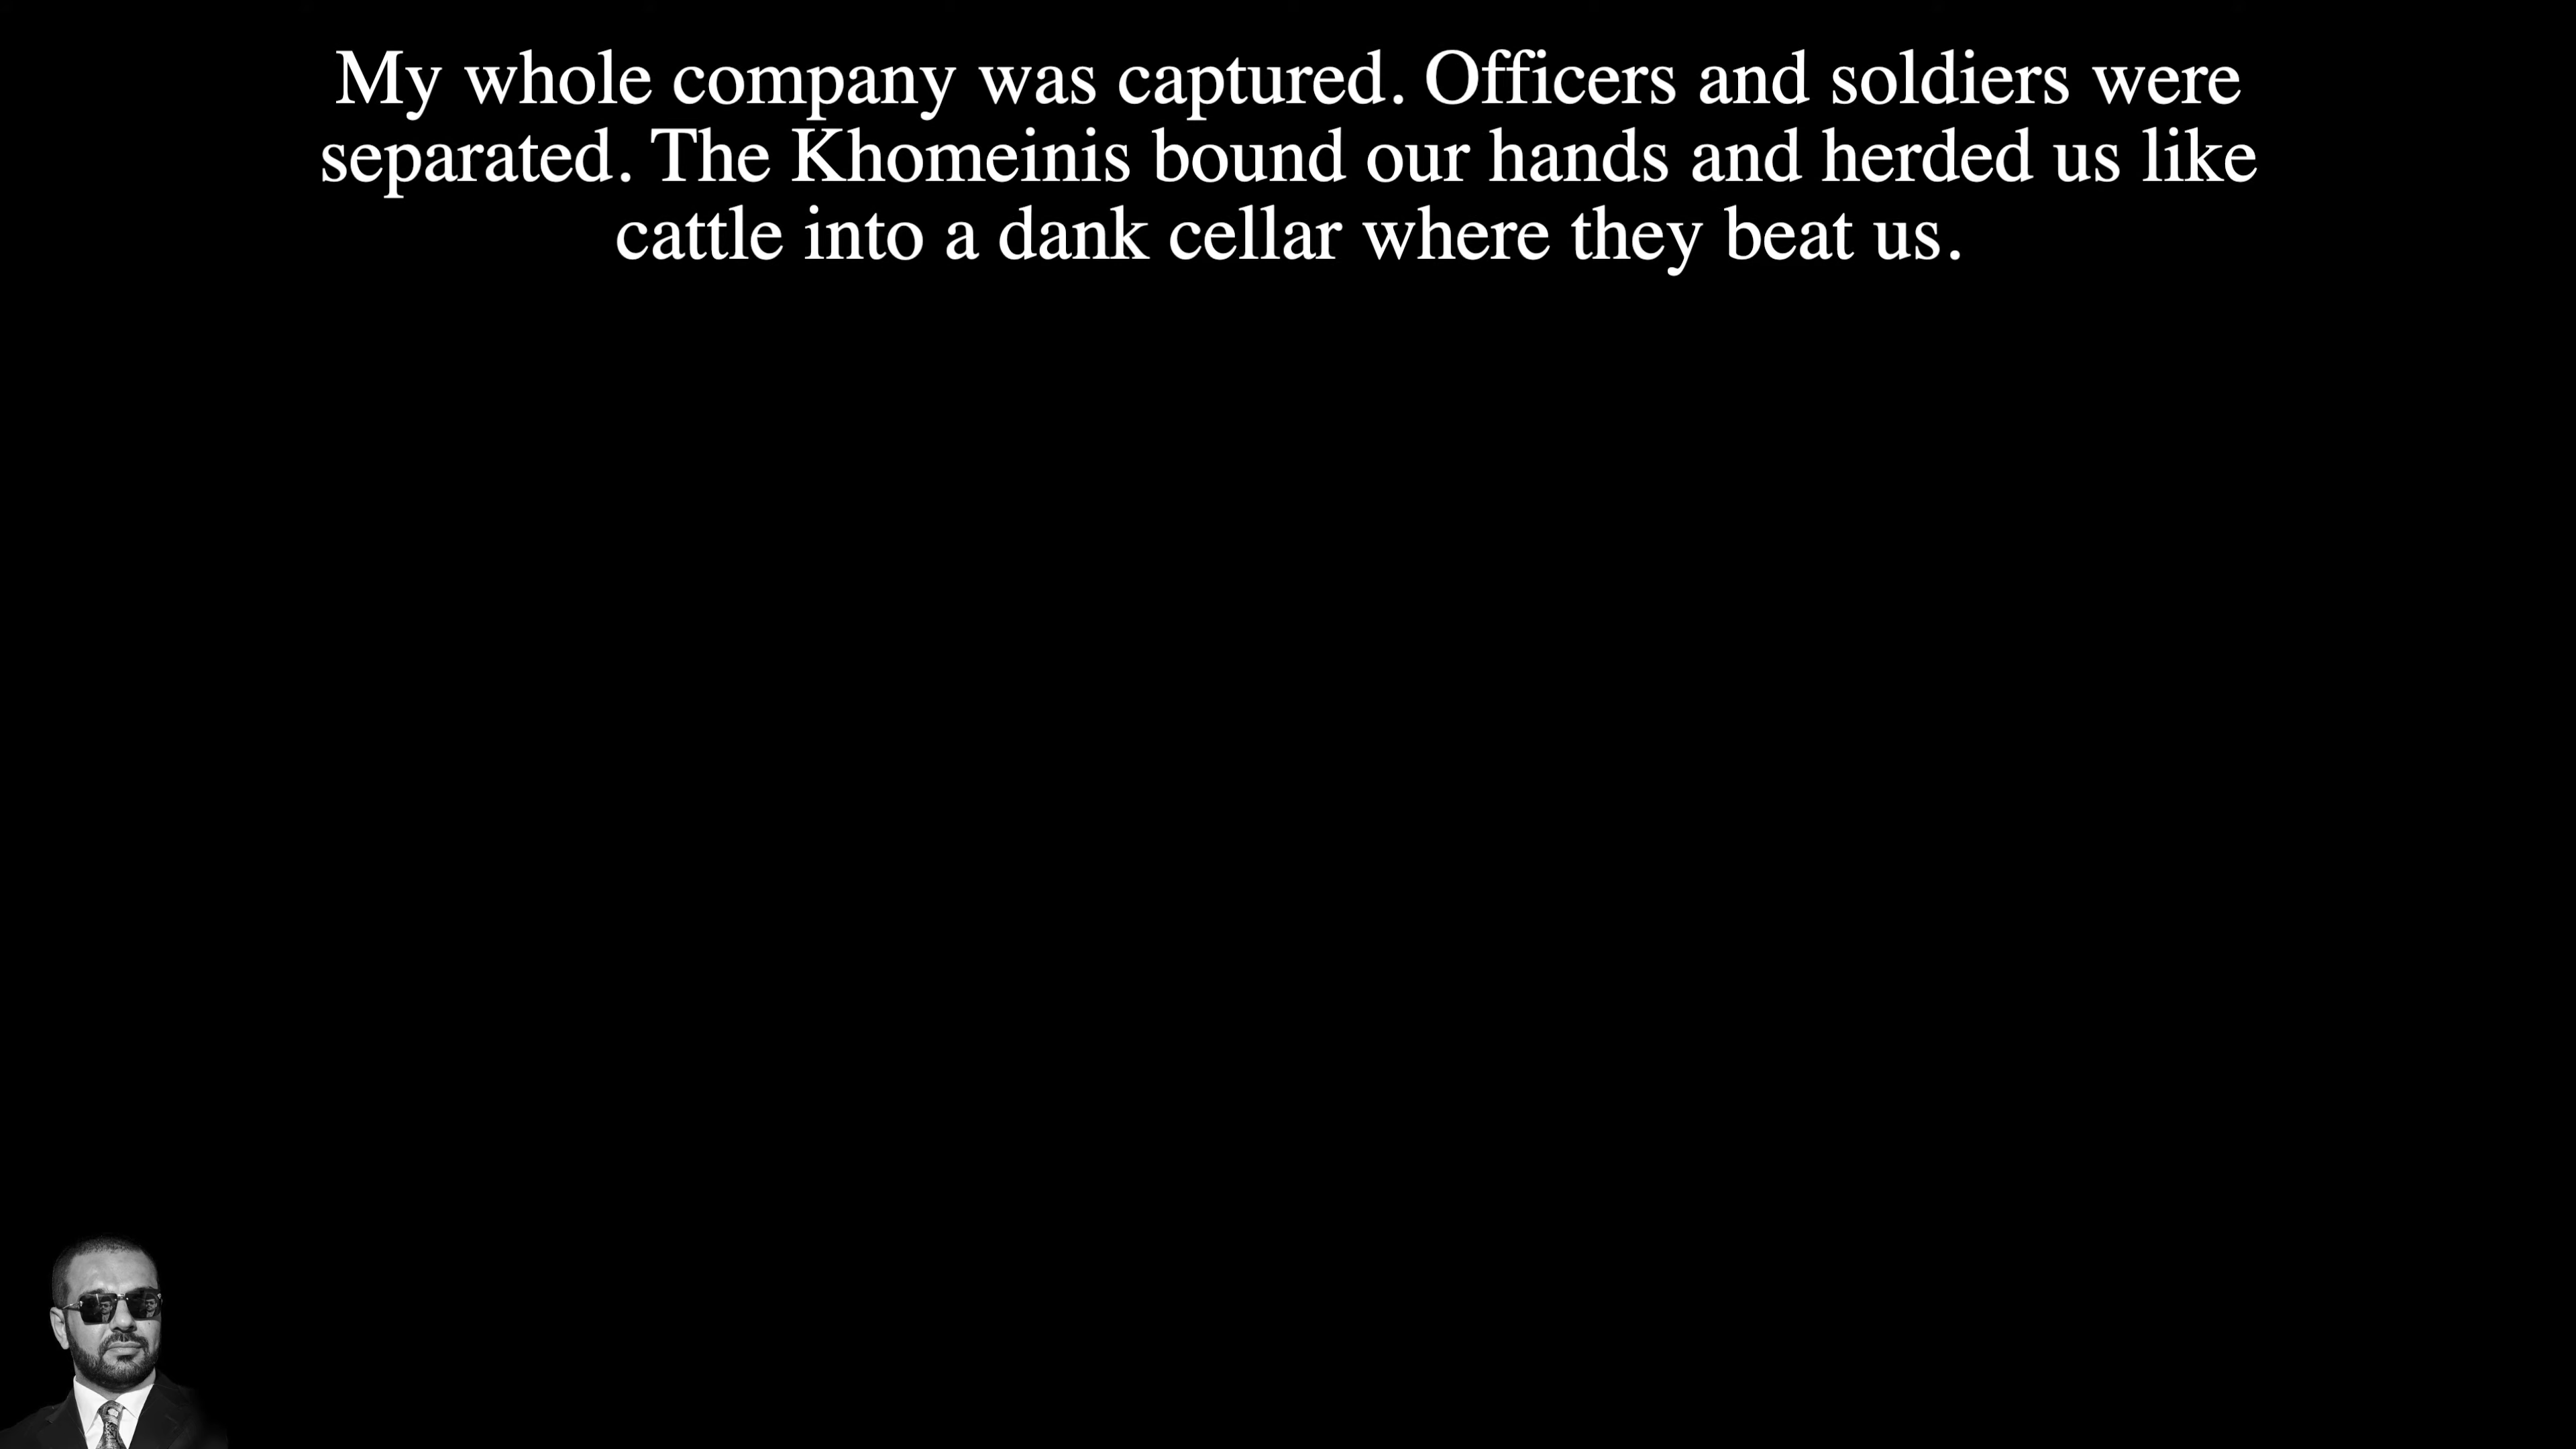 My whole company was captured. Officers and soldiers were
separated. The Khomeinis bound our hands and herded us like
cattle into a dank cellar where they beat us.